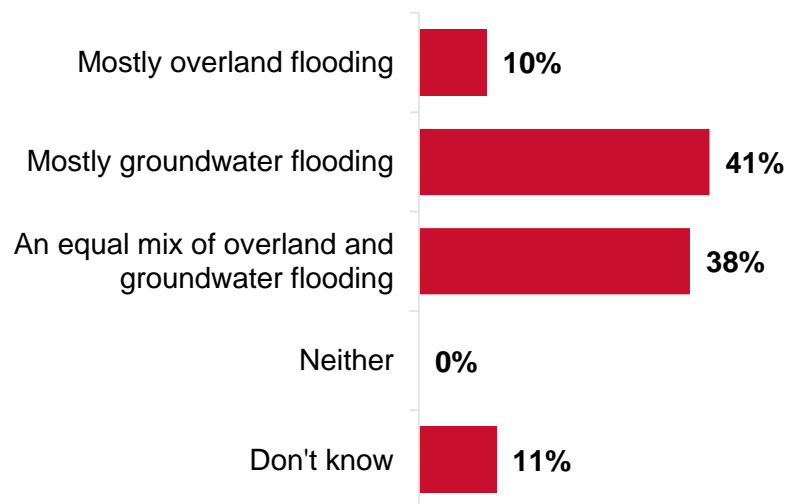 Mostly overland flooding
10%
Mostly groundwater flooding
41%
An equal mix of overland and
groundwater flooding
38%
Neither
0%
Don't know
11%